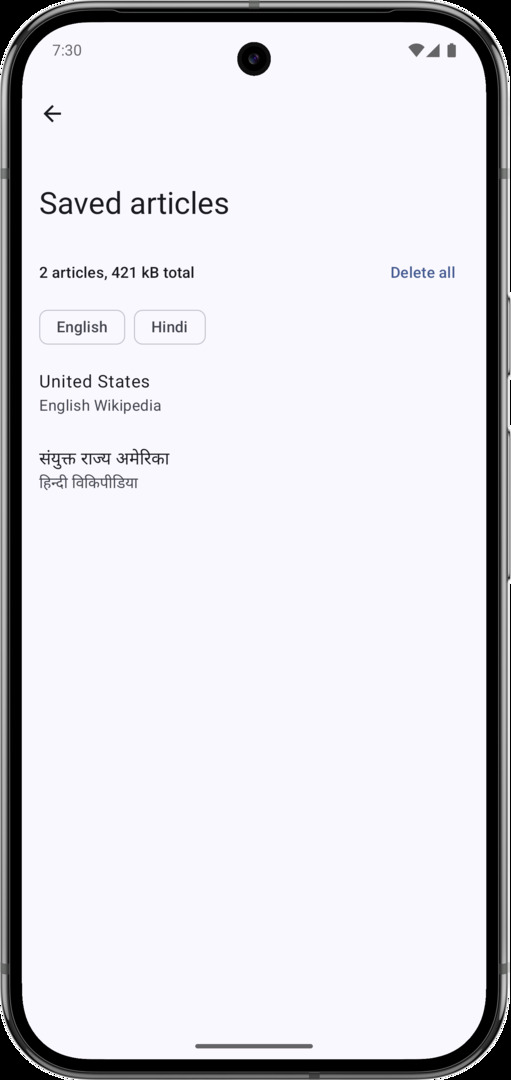 7:30
Saved articles
2 articles, 421 kB total Delete all
English Hindi
United States
English Wikipedia
संयुक्त राज्य अमेरिका
हिन्दी विकिपीडिया